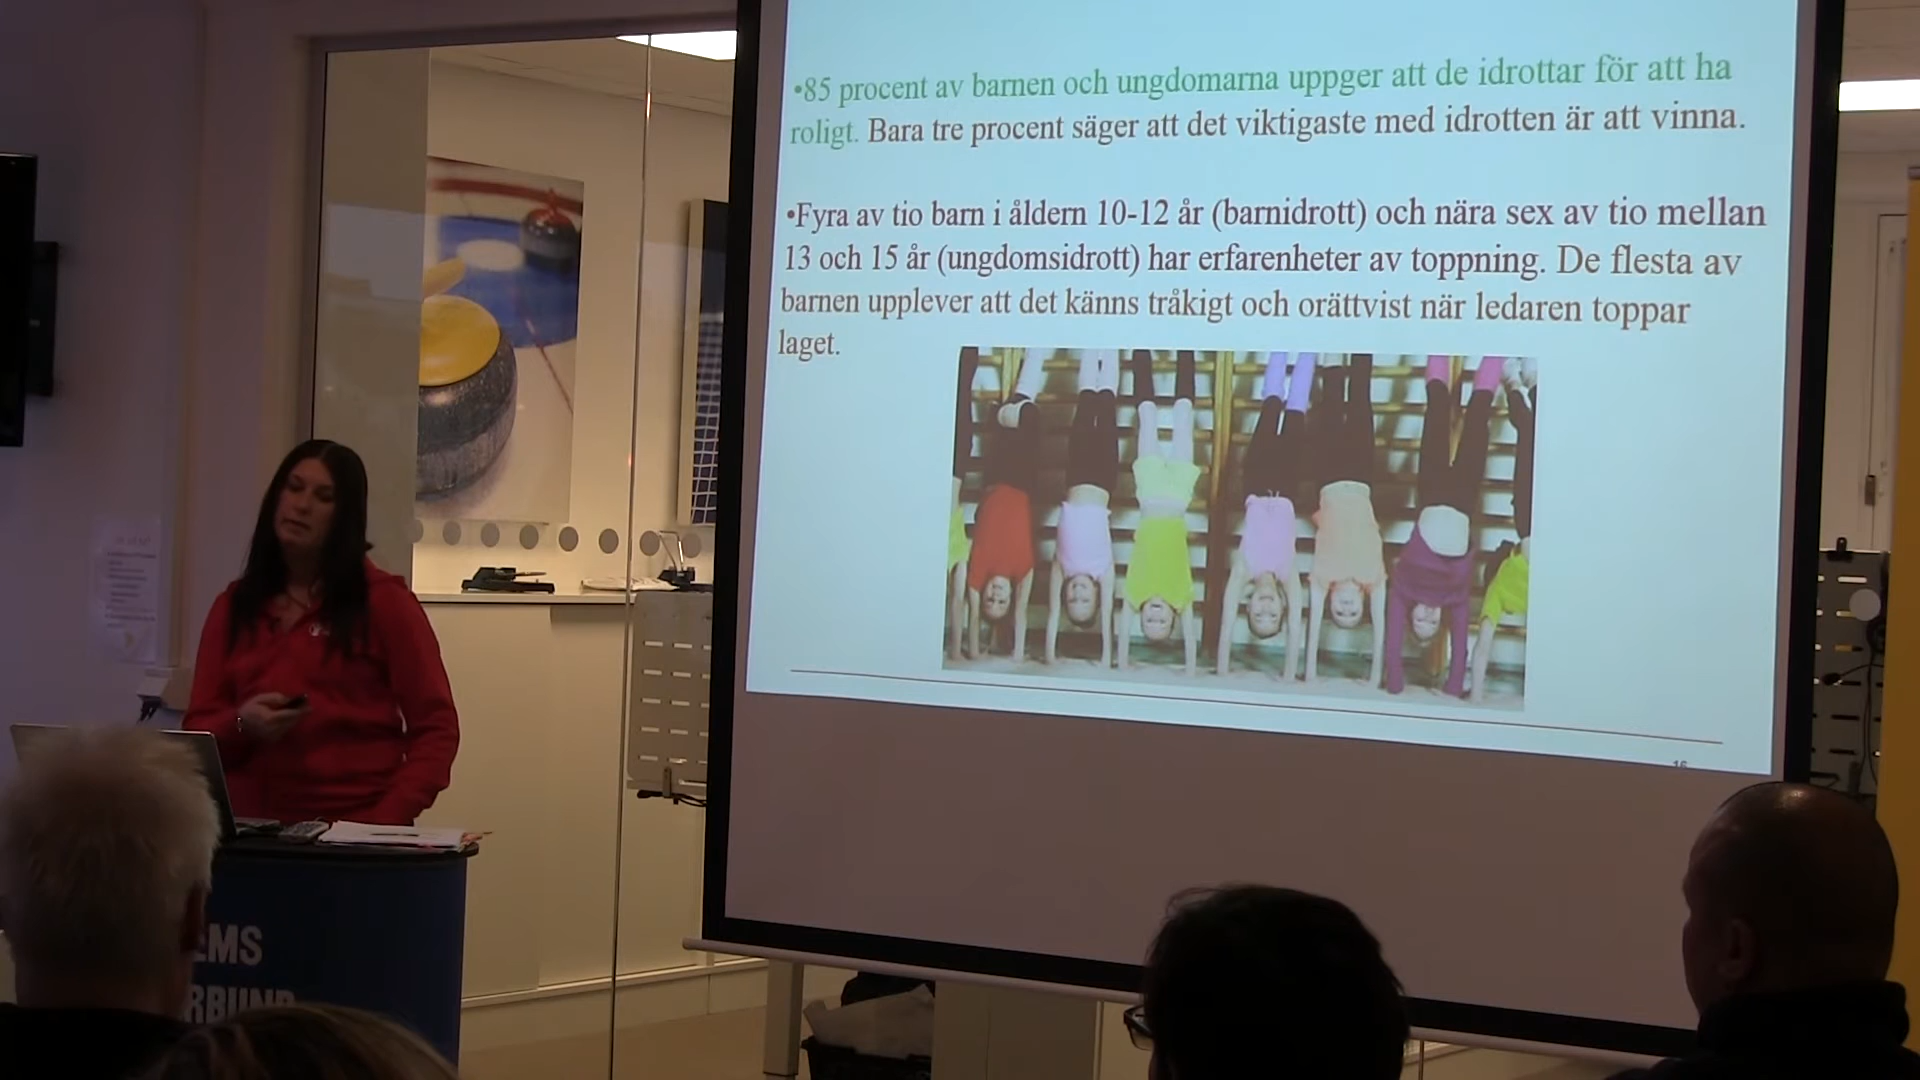 •85 procent av barnen och ungdomarna uppger att de idrottar för att ha
roligt. Bara tre procent säger att det viktigaste med idrotten är att vinna.
•Fyra av tio barn i åldern 10-12 år (barnidrott) och nära sex av tio mellan
13 och 15 år (ungdomsidrott) har erfarenheter av toppning. De flesta av
barnen upplever att det känns tråkigt och orättvist när ledaren toppar
laget.
16
EMS
RBUND